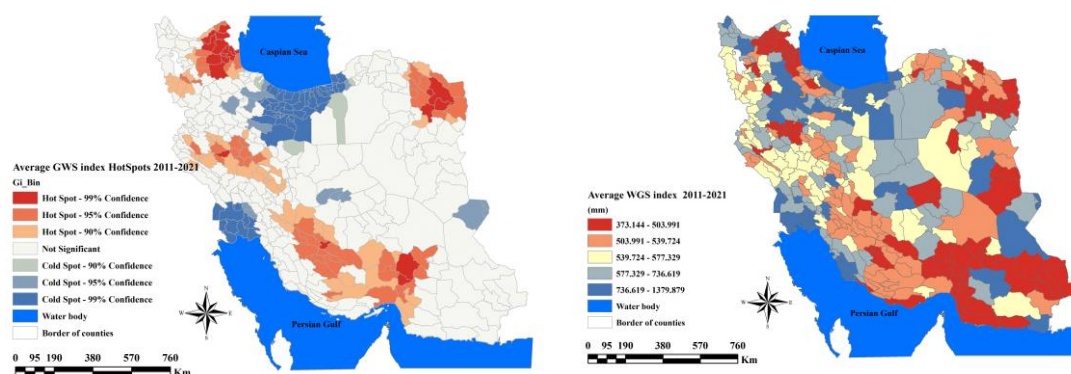 Caspian Sea
Average GWS index HotSpots 2011-2021
Gi_Bin
Hot Spot - 99% Confidence
Hot Spot - 95% Confidence
Hot Spot - 90% Confidence
Not Significant
Cold Spot - 90% Confidence
Cold Spot - 95% Confidence
Cold Spot - 99% Confidence
Water body
Border of counties
N
W
E
S
Persian Gulf
0 95 190 380 570 760
Km
Caspian Sea
Average WGS index 2011-2021
(mm)
373.144 - 503.991
503.991 - 539.724
539.724 - 577.329
577.329 - 736.619
736.619 - 1379.879
Water body
Border of counties
N
W
E
S
Persian Gulf
0 95 190 380 570 760
Km